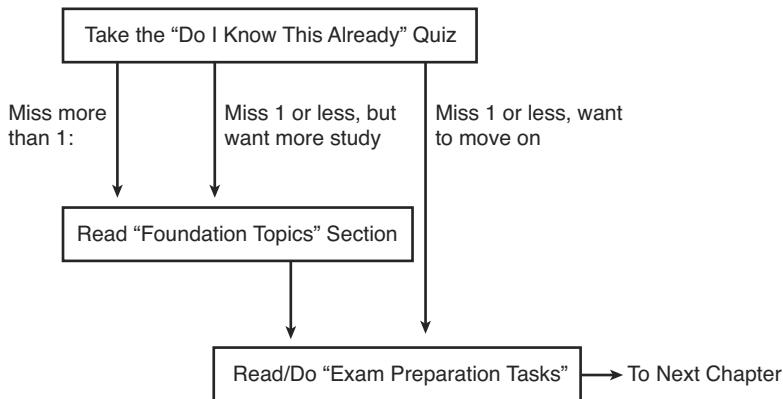 Take the “Do I Know This Already” Quiz
Miss more
than 1:
Miss 1 or less, but
want more study
Miss 1 or less, want
to move on
Read “Foundation Topics” Section
Read/Do “Exam Preparation Tasks”
To Next Chapter